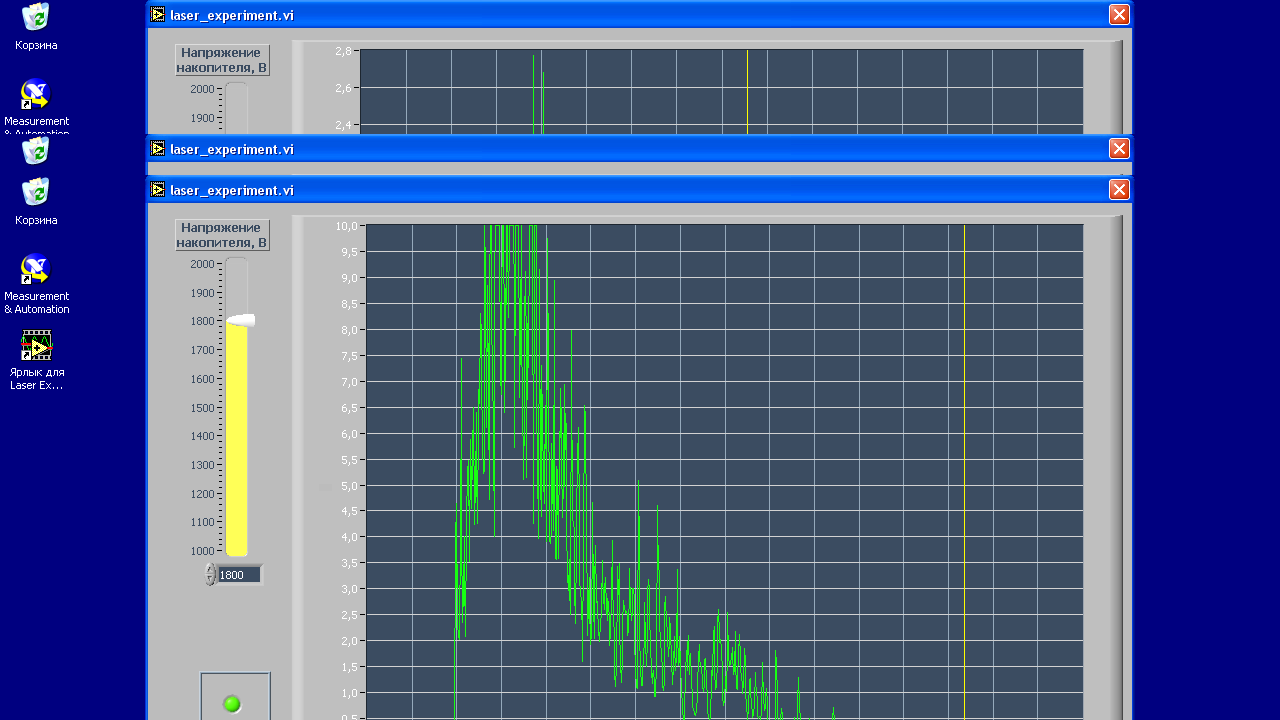 Корзина
Measurement
laser_experiment.vi
Напряжение
накопителя, В
2000
1900
2,8
2,6
2,4
laser_experiment.vi
Корзина
Measurement
& Automation
Ярлык для
Laser Ex...
laser_experiment.vi
Напряжение
накопителя, В
2000
1900
1800
1700
1600
1500
1400
1300
1200
1100
1000
1800
10,0
9,5
9,0
8,5
8,0
7,5
7,0
6,5
6,0
5,5
5,0
4,5
4,0
3,5
3,0
2,5
2,0
1,5
1,0
0,5